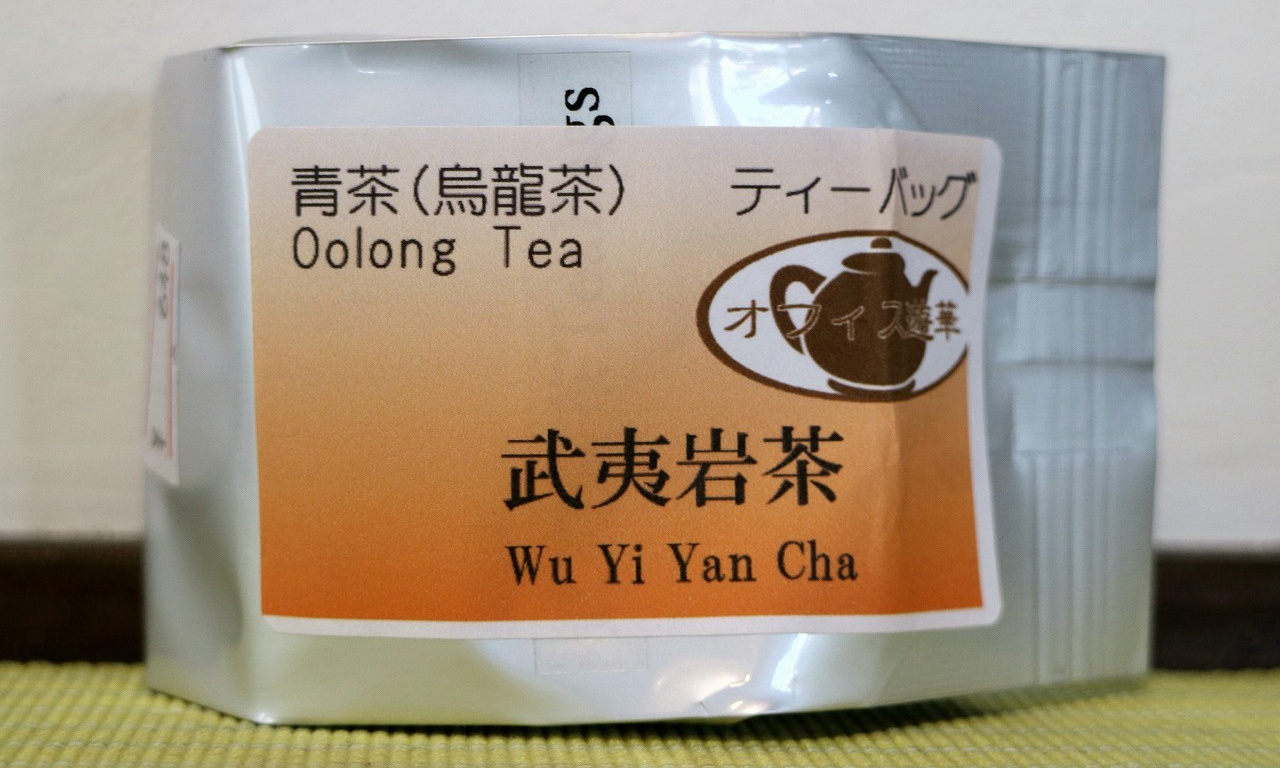 青茶(烏龍茶)
ティーバッグ
Oolong Tea
オフィス遊華
武夷岩茶
Wu Yi Yan Cha